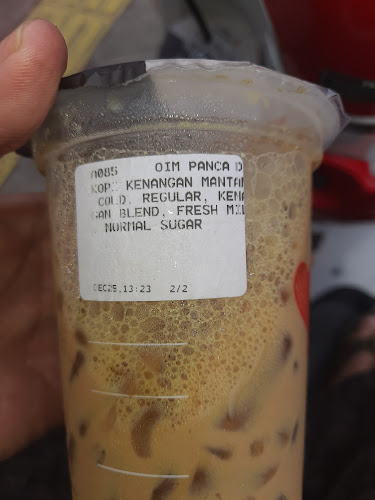 A085 OIM PANCA D
KOPI KENANGAN MANTAN
COLD, REGULAR, KENA
GAN BLEND, FRESH MIL
, NORMAL SUGAR
DEC25,13:23 2/2